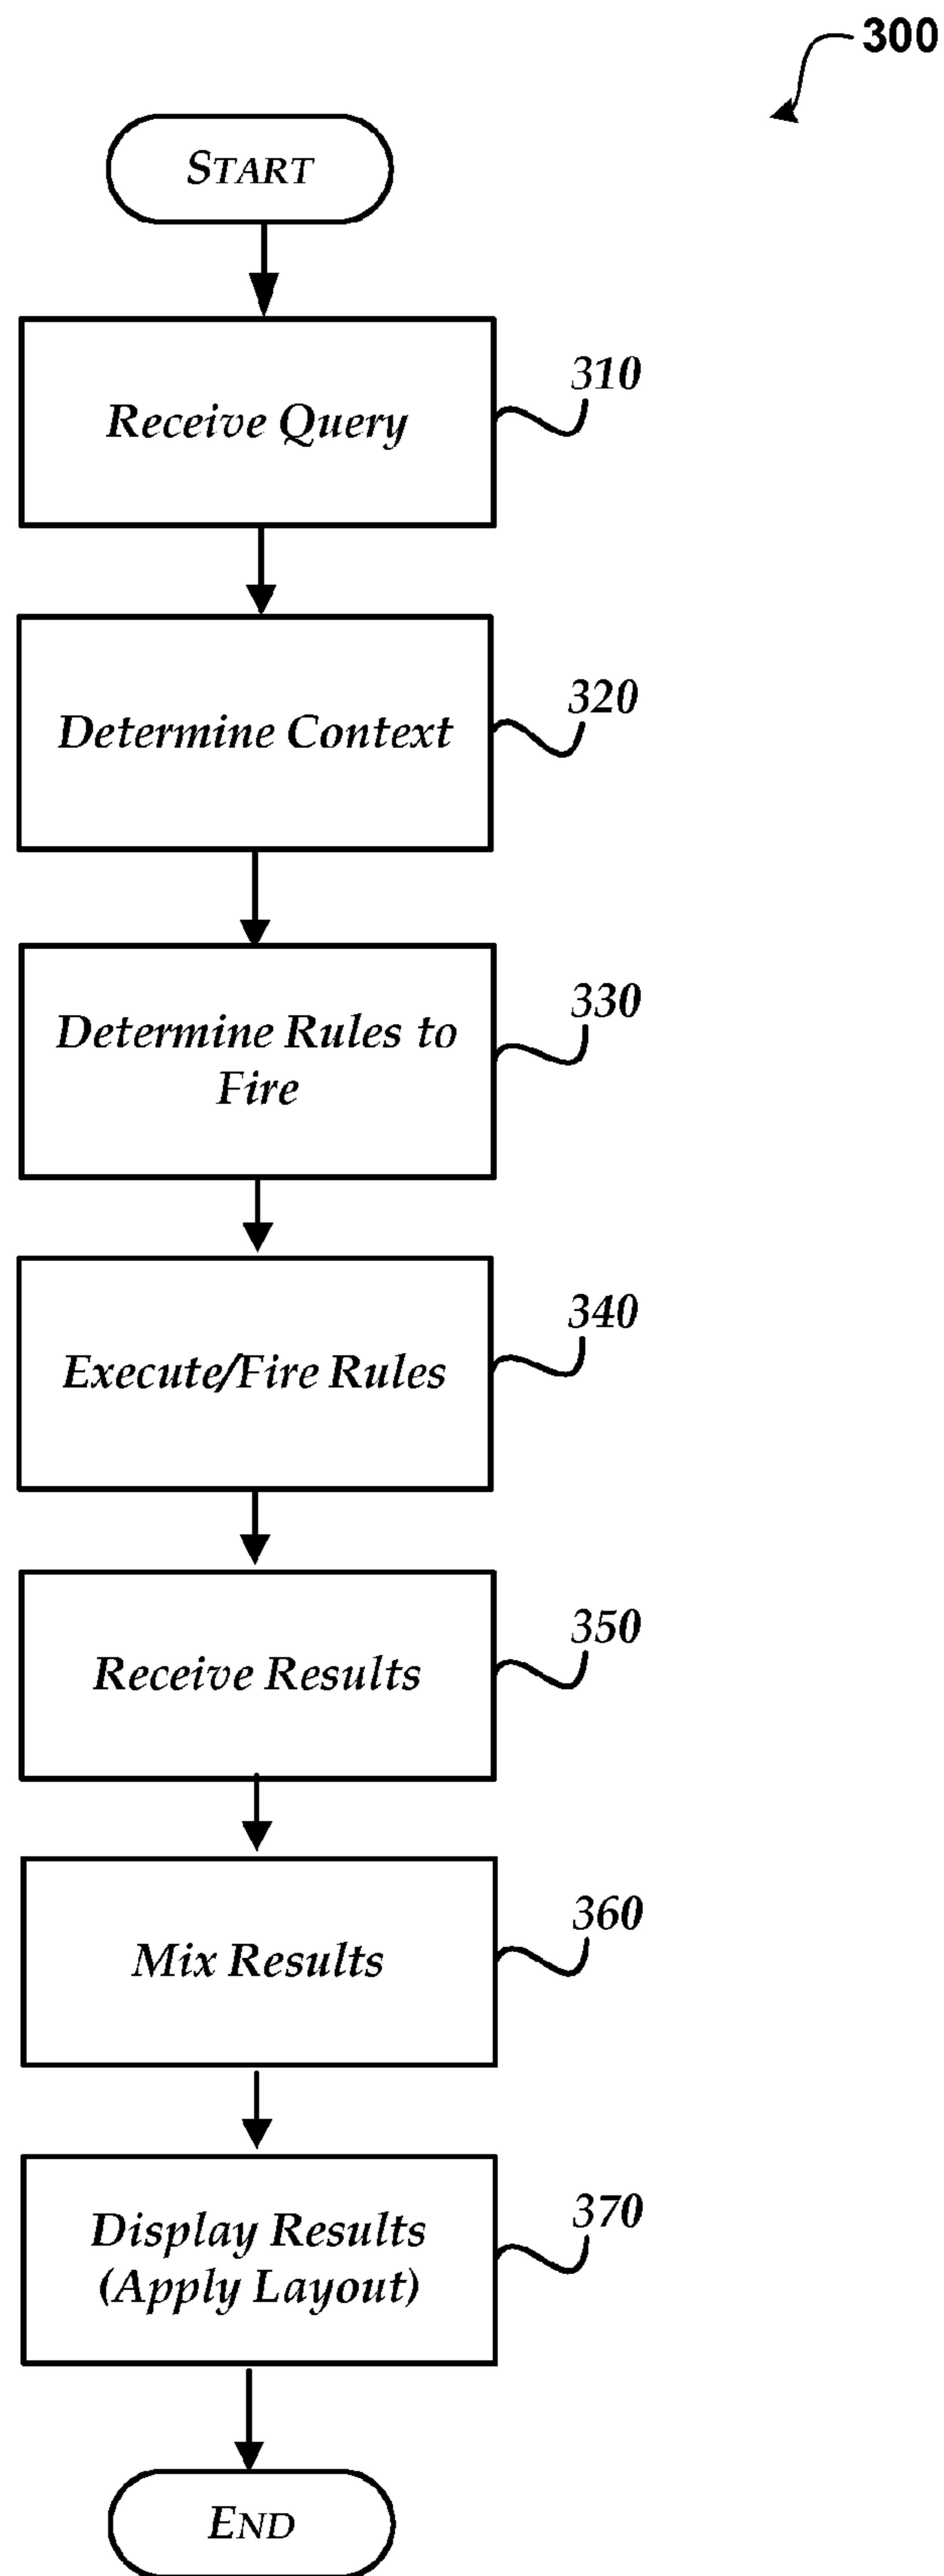 300
START
310
Receive Query
320
Determine Context
330
Determine Rules to
Fire
340
Execute/Fire Rules
350
Receive Results
360
Mix Results
370
Display Results
(Apply Layout)
END